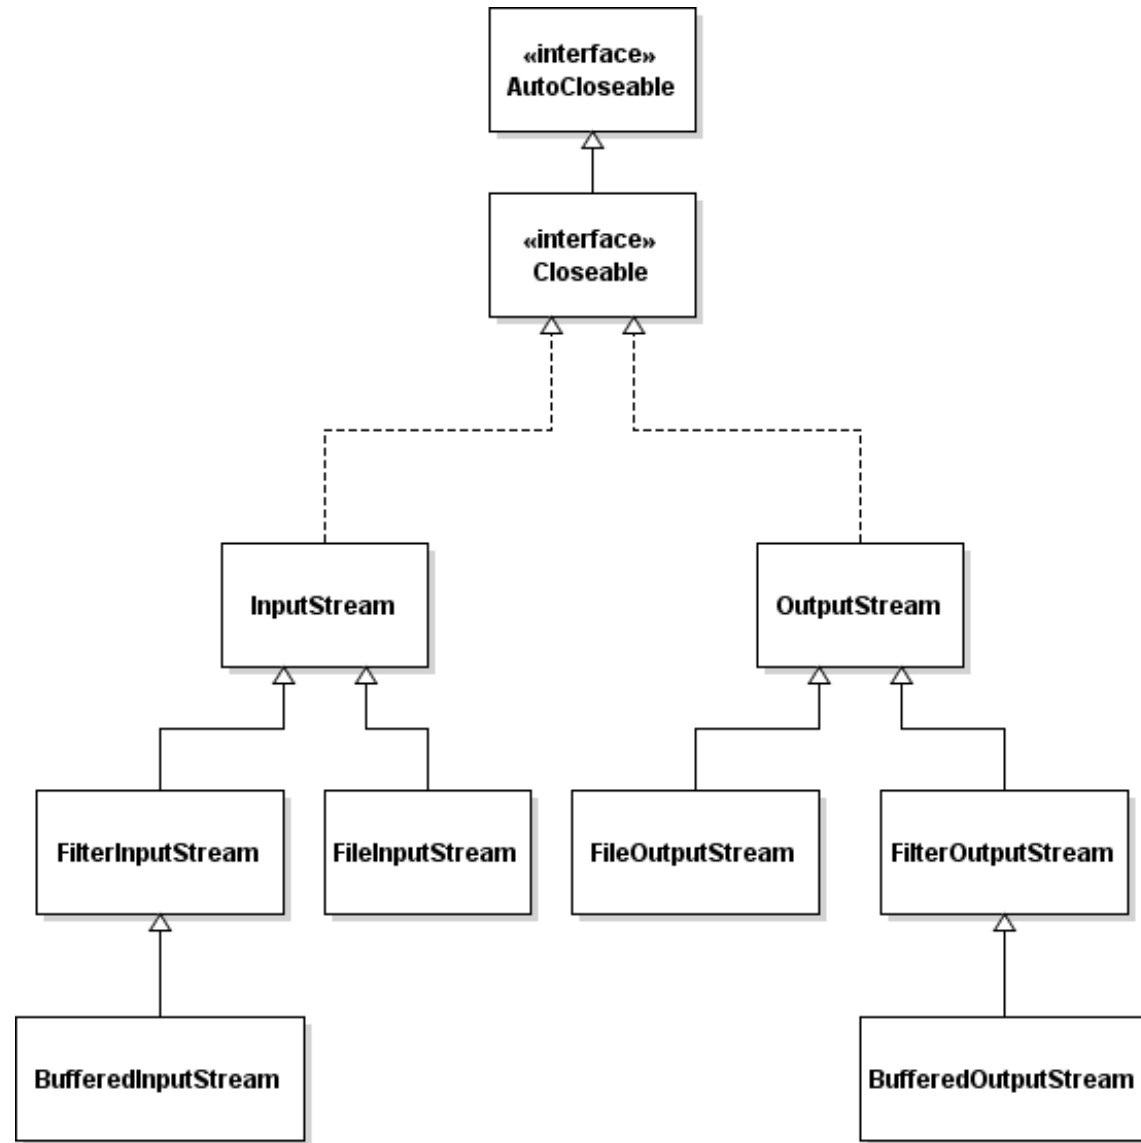 «interface»
AutoCloseable
«interface»
Closeable
InputStream
OutputStream
FilterInputStream
FileInputStream
FileOutputStream
FilterOutputStream
BufferedInputStream
BufferedOutputStream